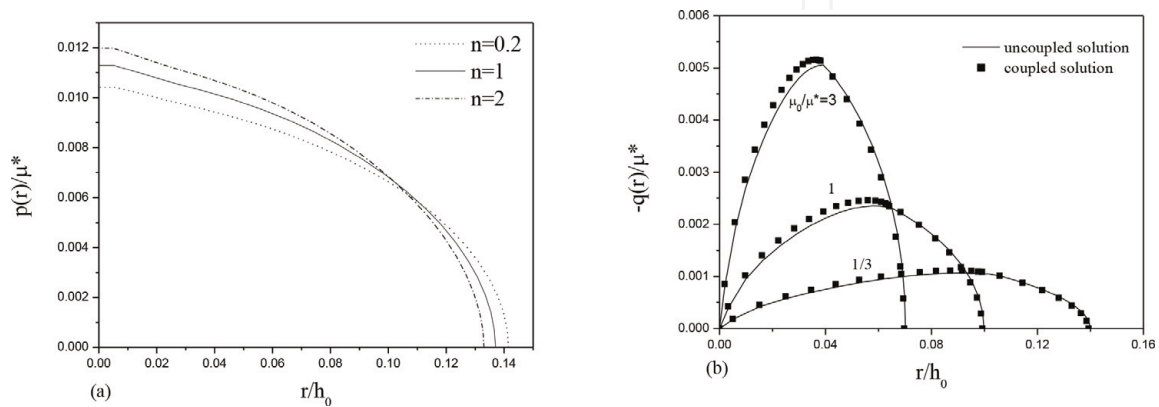 0.012
0.010
0.008
0.006
0.004
0.002
0.000
p(r)/μ*
n=0.2
n=1
n=2
0.00 0.02 0.04 0.06 0.08 0.10 0.12 0.14
(a)
r/h₀
0.006
0.005
0.004
0.003
0.002
0.001
0.000
-q(r)/μ*
uncoupled solution
coupled solution
μ₀/μ*=3
1
1/3
0.00 0.04 0.08 0.12 0.16
(b)
r/h₀